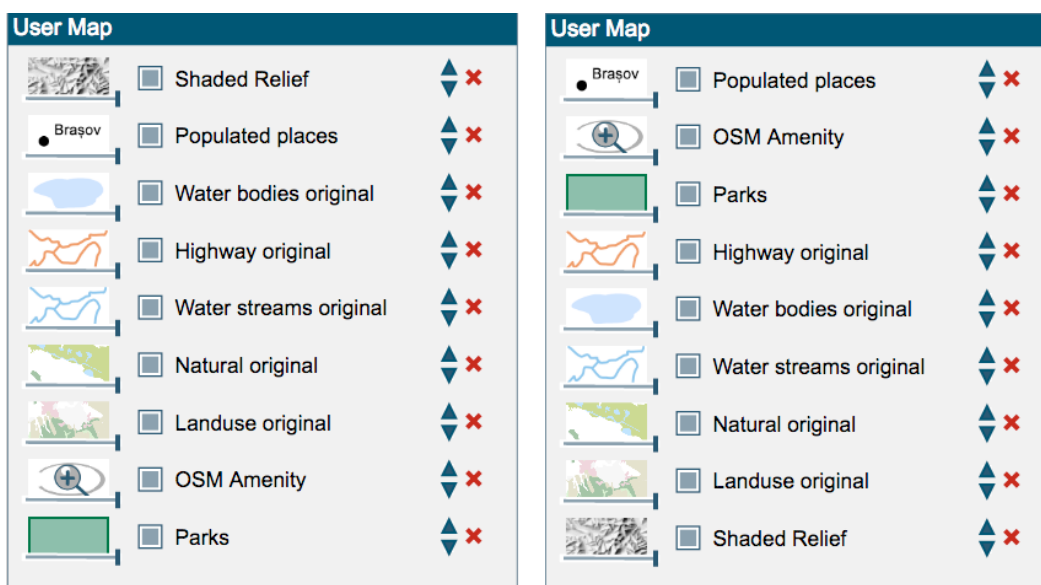 User Map
Shaded Relief
Brașov
Populated places
Water bodies original
Highway original
Water streams original
Natural original
Landuse original
OSM Amenity
Parks
User Map
Brașov
Populated places
OSM Amenity
Parks
Highway original
Water bodies original
Water streams original
Natural original
Landuse original
Shaded Relief